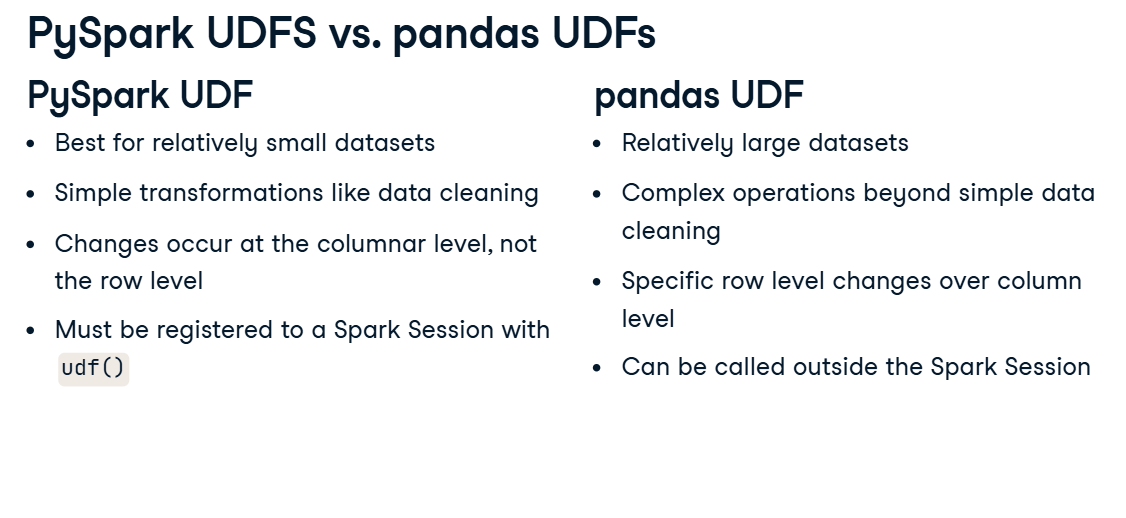 PySpark UDFS vs. pandas UDFs
PySpark UDF
• Best for relatively small datasets
• Simple transformations like data cleaning
• Changes occur at the columnar level, not
the row level
• Must be registered to a Spark Session with
udf()
pandas UDF
• Relatively large datasets
• Complex operations beyond simple data
cleaning
• Specific row level changes over column
level
• Can be called outside the Spark Session